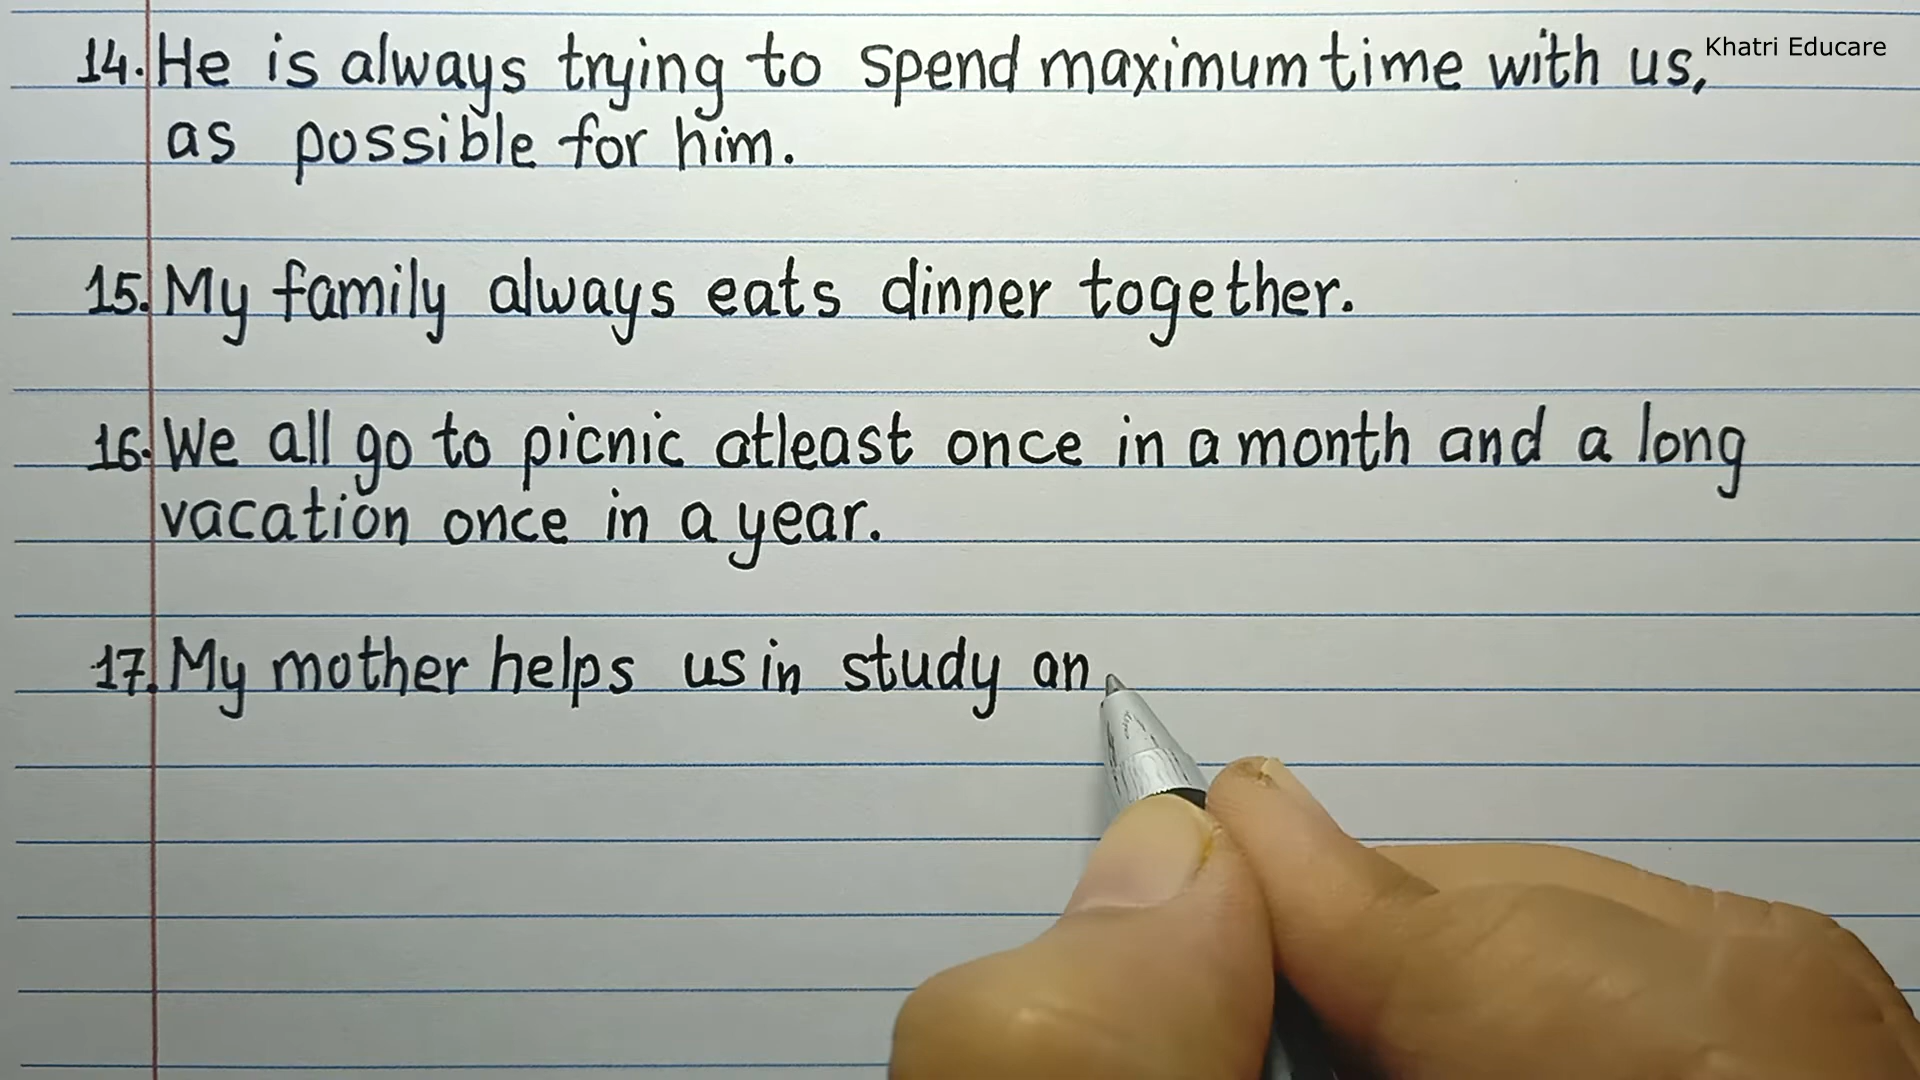 14. He is always trying to spend maximum time with us,
Khatri Educare
as possible for him.
15. My family always eats dinner together.
16. We all go to picnic atleast once in a month and a long
vacation once in a year.
17. My mother helps us in study an